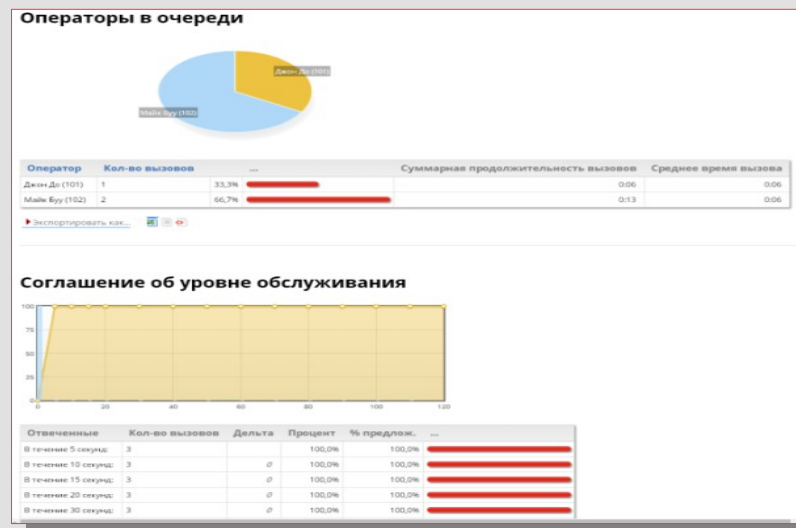 Операторы в очереди
Джон До (101)
Майк Буу (102)
Оператор Кол-во вызовов ... Суммарная продолжительность вызовов Среднее время вызова
Джон До (101) 1 33,3% 0:06 0:06
Майк Буу (102) 2 66,7% 0:13 0:06
Экспортировать как...
Соглашение об уровне обслуживания
100
75
50
25
0
0 20 40 60 80 100 120
Отвеченные Кол-во вызовов Дельта Процент % предлож. ...
В течение 5 секунд: 3 100,0% 100,0%
В течение 10 секунд: 3 0 100,0% 100,0%
В течение 15 секунд: 3 0 100,0% 100,0%
В течение 20 секунд: 3 0 100,0% 100,0%
В течение 30 секунд: 3 0 100,0% 100,0%